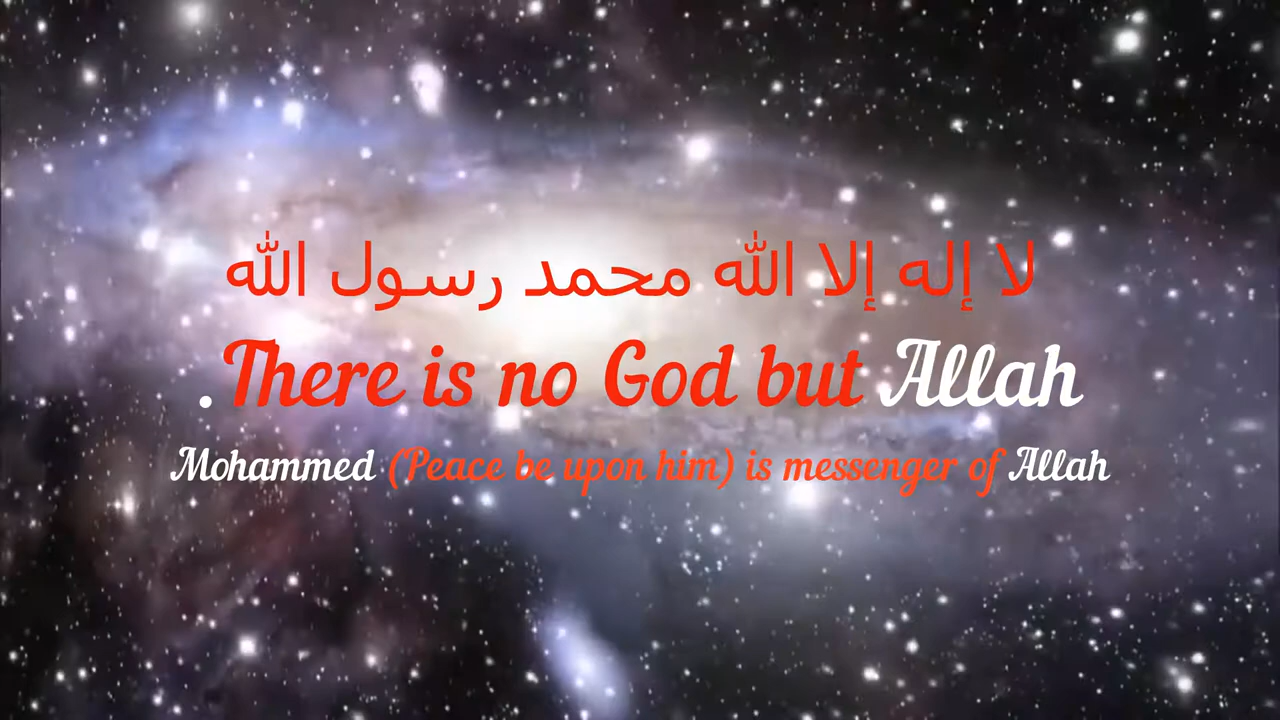 لا إله إلا الله محمد رسول الله
.There is no God but Allah
Mohammed (Peace be upon him) is messenger of Allah